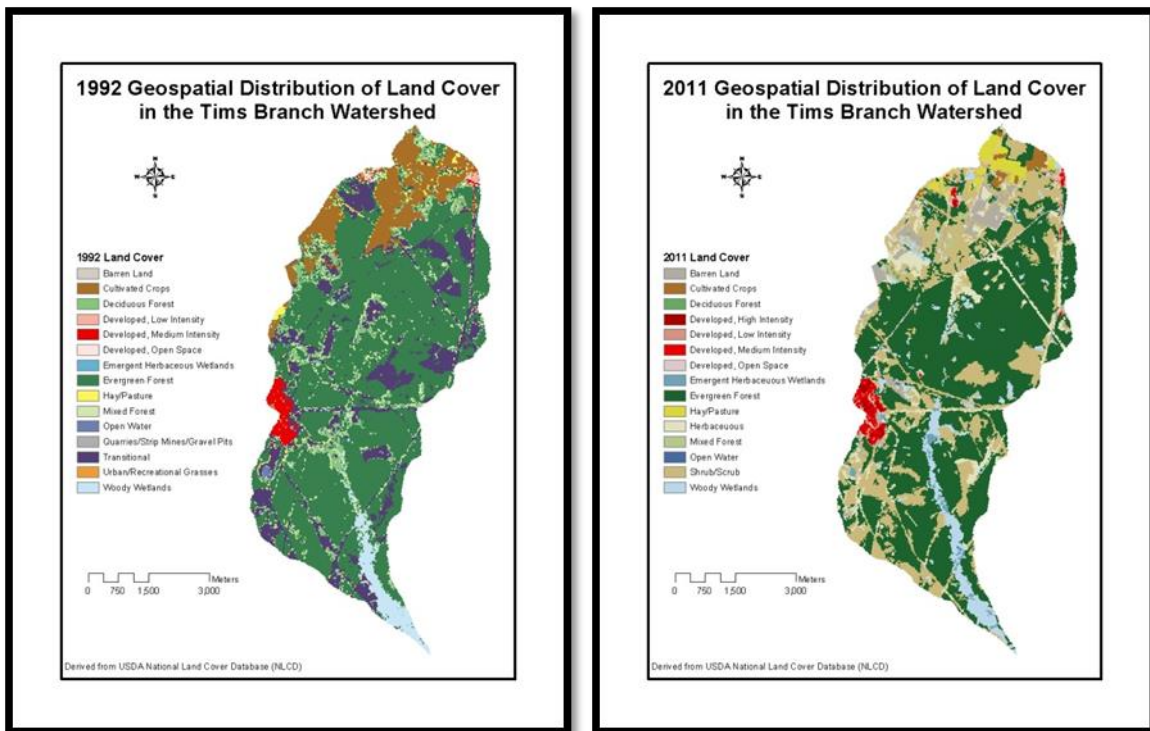 1992 Geospatial Distribution of Land Cover
in the Tims Branch Watershed
N
W E
S
1992 Land Cover
Barren Land
Cultivated Crops
Deciduous Forest
Developed, Low Intensity
Developed, Medium Intensity
Developed, Open Space
Emergent Herbaceous Wetlands
Evergreen Forest
Hay/Pasture
Mixed Forest
Open Water
Quarries/Strip Mines/Gravel Pits
Transitional
Urban/Recreational Grasses
Woody Wetlands
Meters
0 750 1,500 3,000
Derived from USDA National Land Cover Database (NLCD)
2011 Geospatial Distribution of Land Cover
in the Tims Branch Watershed
N
W E
S
2011 Land Cover
Barren Land
Cultivated Crops
Deciduous Forest
Developed, High Intensity
Developed, Low Intensity
Developed, Medium Intensity
Developed, Open Space
Emergent Herbaceuous Wetlands
Evergreen Forest
Hay/Pasture
Herbaceuous
Mixed Forest
Open Water
Shrub/Scrub
Woody Wetlands
Meters
0 750 1,500 3,000
Derived from USDA National Land Cover Database (NLCD)